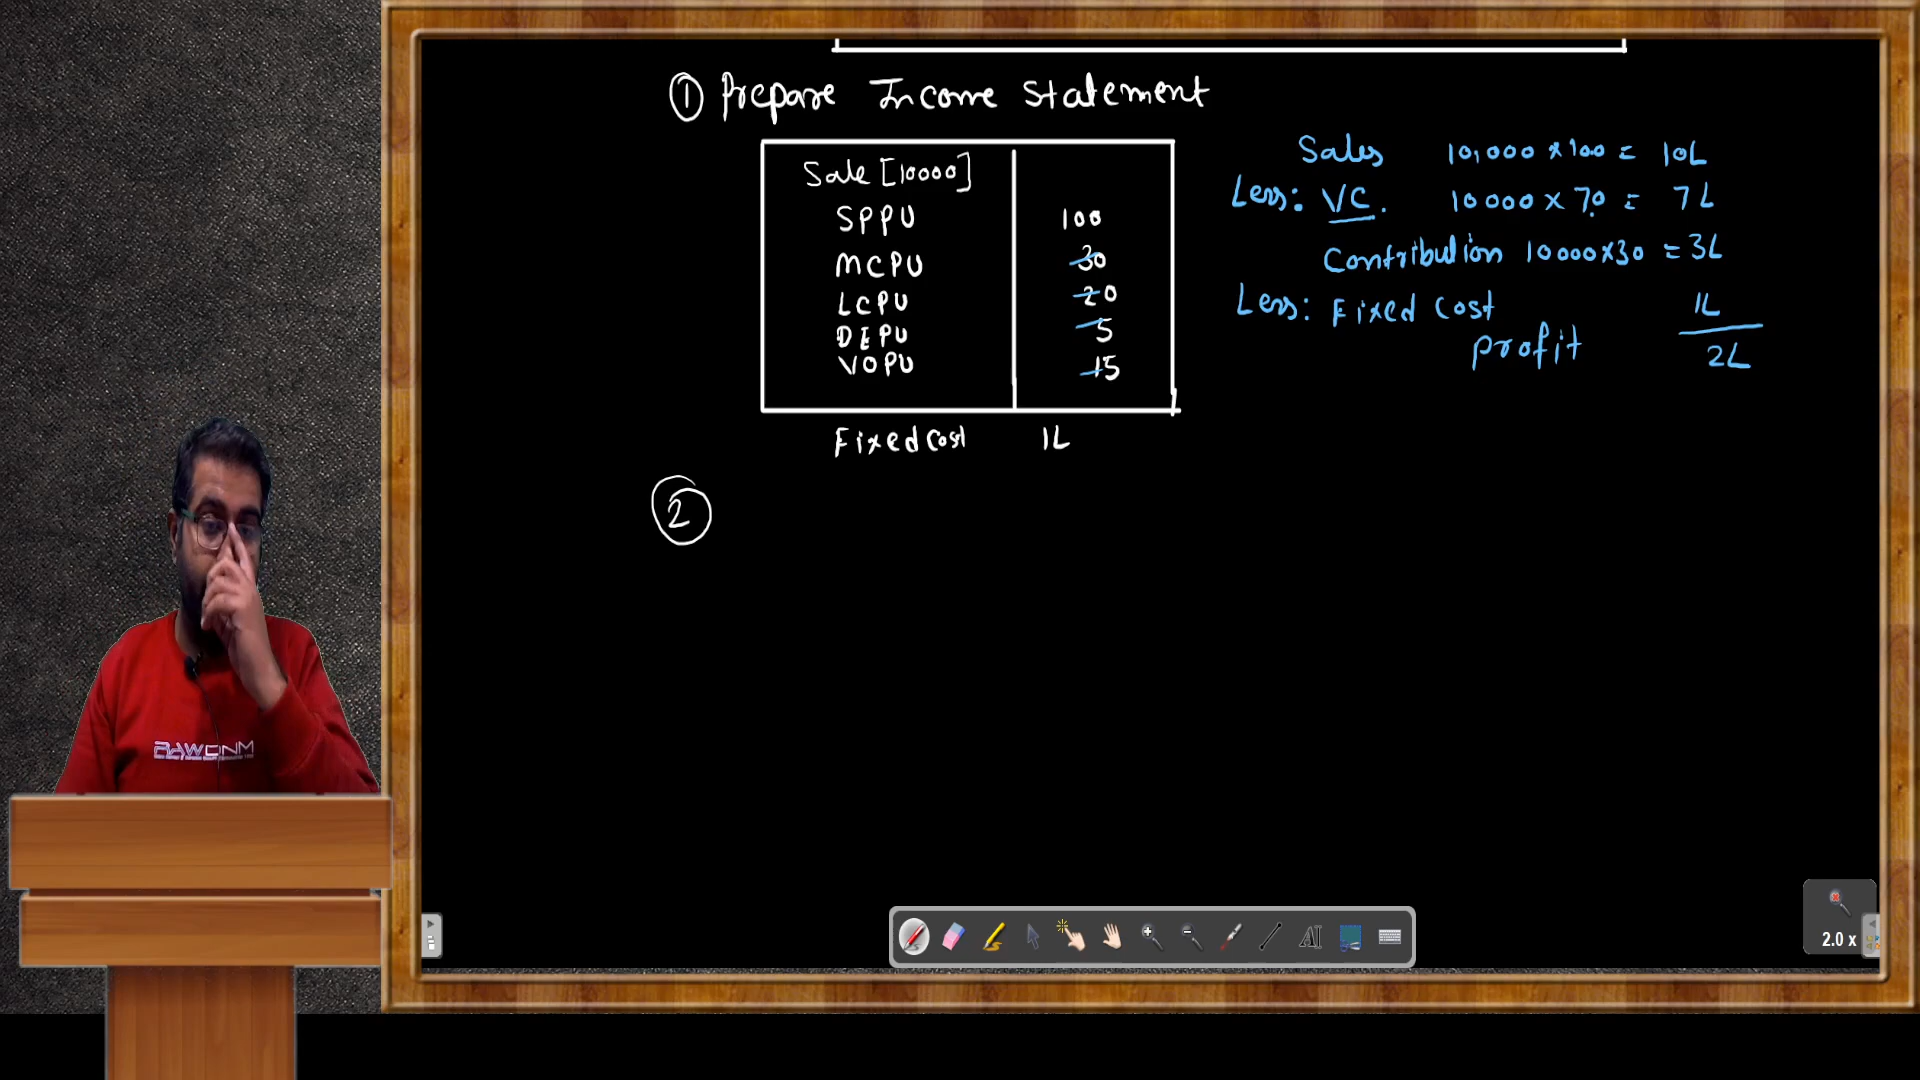 ① Prepare Income Statement
Sale [10000]
SPPU 100
MCPU 30
LCPU 20
DEPU 5
VOPU 15
Fixed Cost 1L
Sales 10,000 x 100 = 10L
Less: VC. 10000 x 70 = 7L
Contribution 10000x30 = 3L
Less: Fixed Cost 1L
Profit 2L
②
2.0 x